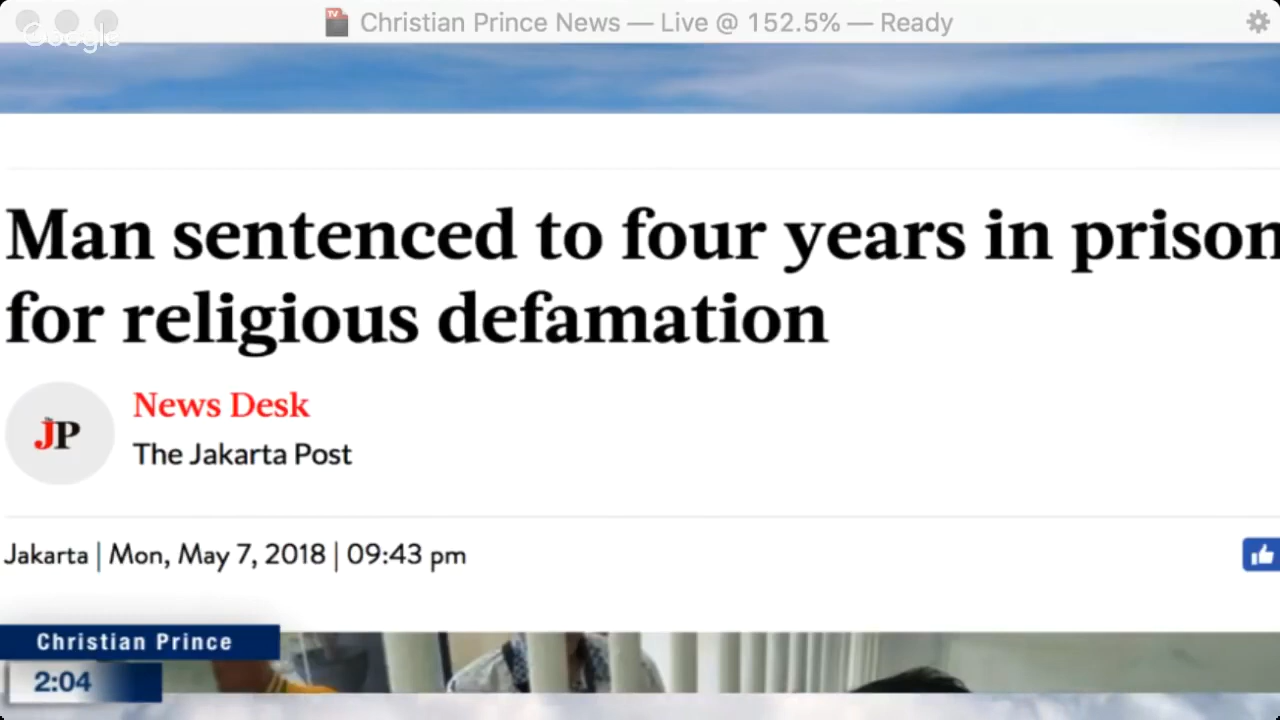 Christian Prince News — Live @ 152.5% — Ready
Google
Man sentenced to four years in prison
for religious defamation
JP
News Desk
The Jakarta Post
Jakarta | Mon, May 7, 2018 | 09:43 pm
Christian Prince
2:04